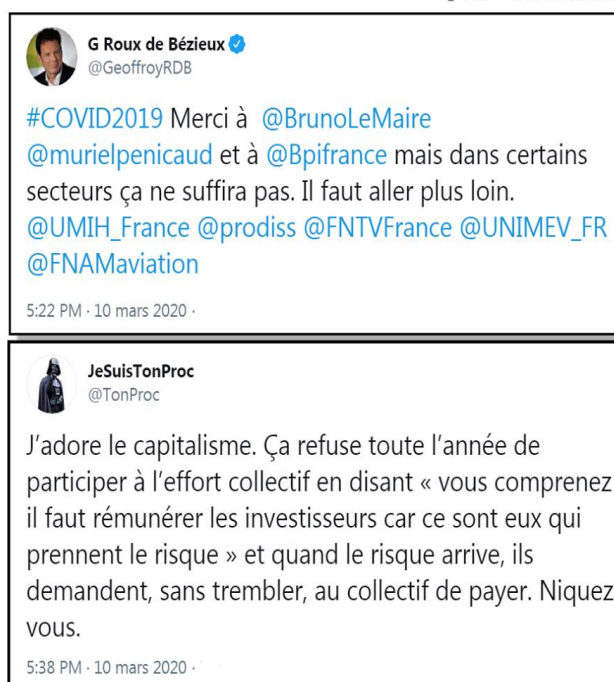 G Roux de Bézieux
@GeoffroyRDB
#COVID2019 Merci à @BrunoLeMaire
@murielpenicaud et à @Bpifrance mais dans certains
secteurs ça ne suffira pas. Il faut aller plus loin.
@UMIH_France @prodiss @FNTVFrance @UNIMEV_FR
@FNAMaviation
5:22 PM · 10 mars 2020 ·
JeSuisTonProc
@TonProc
J'adore le capitalisme. Ça refuse toute l'année de
participer à l'effort collectif en disant « vous comprenez
il faut rémunérer les investisseurs car ce sont eux qui
prennent le risque » et quand le risque arrive, ils
demandent, sans trembler, au collectif de payer. Niquez
vous.
5:38 PM · 10 mars 2020 ·